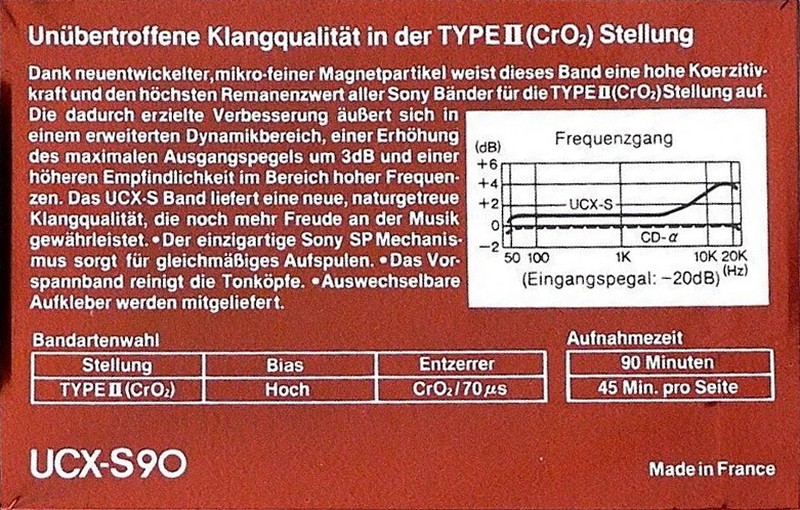 Unübertroffene Klangqualität in der TYPE II (CrO₂) Stellung
Dank neuentwickelter, mikro-feiner Magnetpartikel weist dieses Band eine hohe Koerzitiv-
kraft und den höchsten Remanenzwert aller Sony Bänder für die TYPE II (CrO₂) Stellung auf.
Die dadurch erzielte Verbesserung äußert sich in
einem erweiterten Dynamikbereich, einer Erhöhung
des maximalen Ausgangspegels um 3dB und einer
höheren Empfindlichkeit im Bereich hoher Frequen-
zen. Das UCX-S Band liefert eine neue, naturgetreue
Klangqualität, die noch mehr Freude an der Musik
gewährleistet. •Der einzigartige Sony SP Mechanis-
mus sorgt für gleichmäßiges Aufspulen. •Das Vor-
spannband reinigt die Tonköpfe. •Auswechselbare
Aufkleber werden mitgeliefert.
Frequenzgang
(dB)
+6
+4
+2
0
−2
UCX-S
CD-α
50 100 1K 10K 20K
(Hz)
(Eingangspegal: −20dB)
Bandartenwahl
Stellung Bias Entzerrer
TYPE II (CrO₂) Hoch CrO₂/70μs
Aufnahmezeit
90 Minuten
45 Min. pro Seite
UCX-S90
Made in France